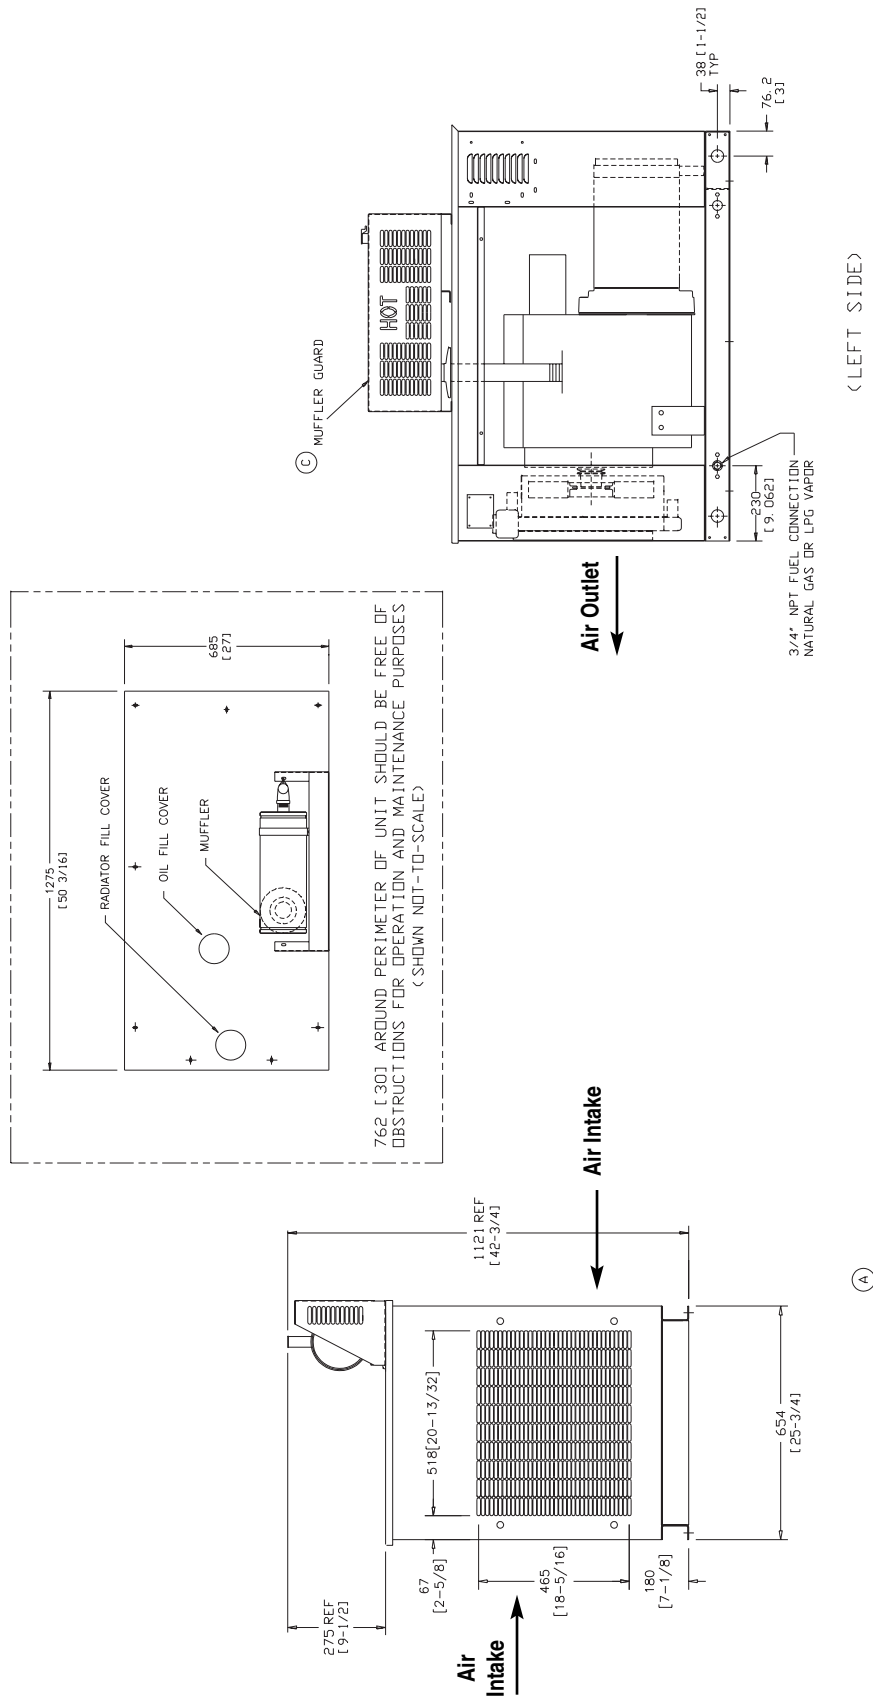 38 [1-1/2]
TYP
76.2
[3]
HOT
C
MUFFLER GUARD
(LEFT SIDE)
230
[9.062]
3/4" NPT FUEL CONNECTION
NATURAL GAS OR LPG VAPOR
Air Outlet
685
[27]
1275
[50 3/16]
RADIATOR FILL COVER
OIL FILL COVER
MUFFLER
762 [30] AROUND PERIMETER OF UNIT SHOULD BE FREE OF
OBSTRUCTIONS FOR OPERATION AND MAINTENANCE PURPOSES
(SHOWN NOT-TO-SCALE)
Air Intake
1121 REF
[42-3/4]
A
518[20-13/32]
654
[25-3/4]
67
[2-5/8]
465
[18-5/16]
180
[7-1/8]
275 REF
[9-1/2]
Air
Intake